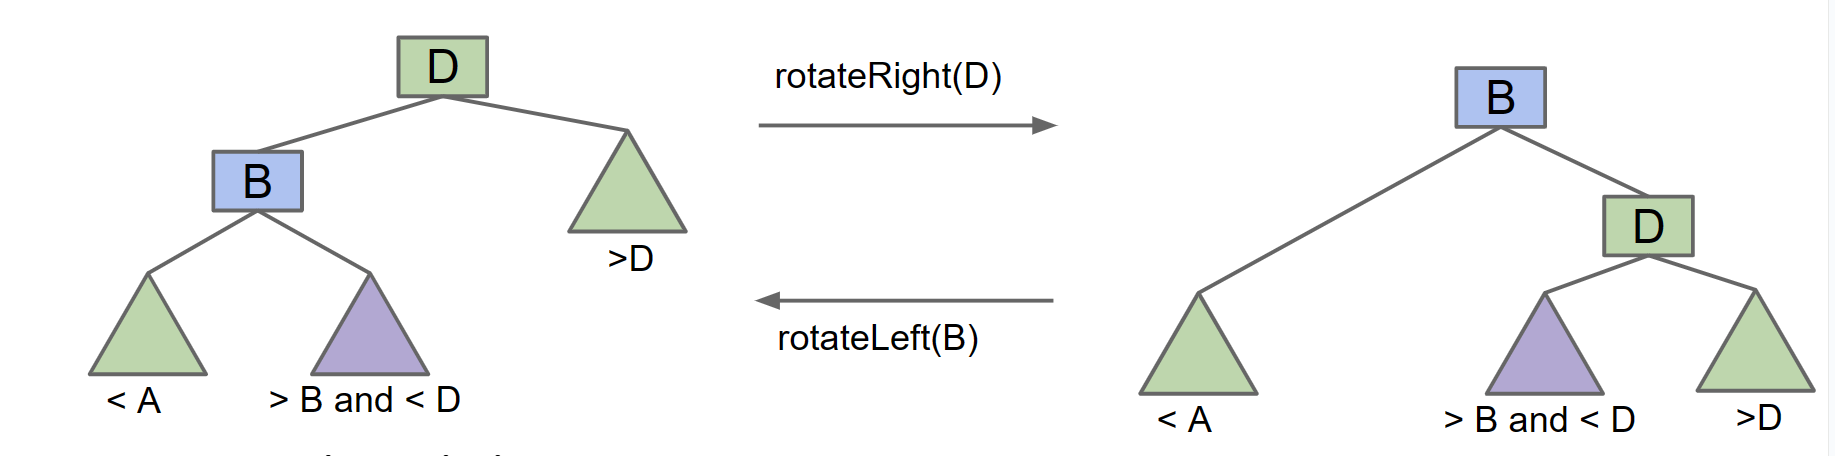 D
rotateRight(D)
B
B
D
>D
rotateLeft(B)
< A
> B and < D
< A
> B and < D
>D